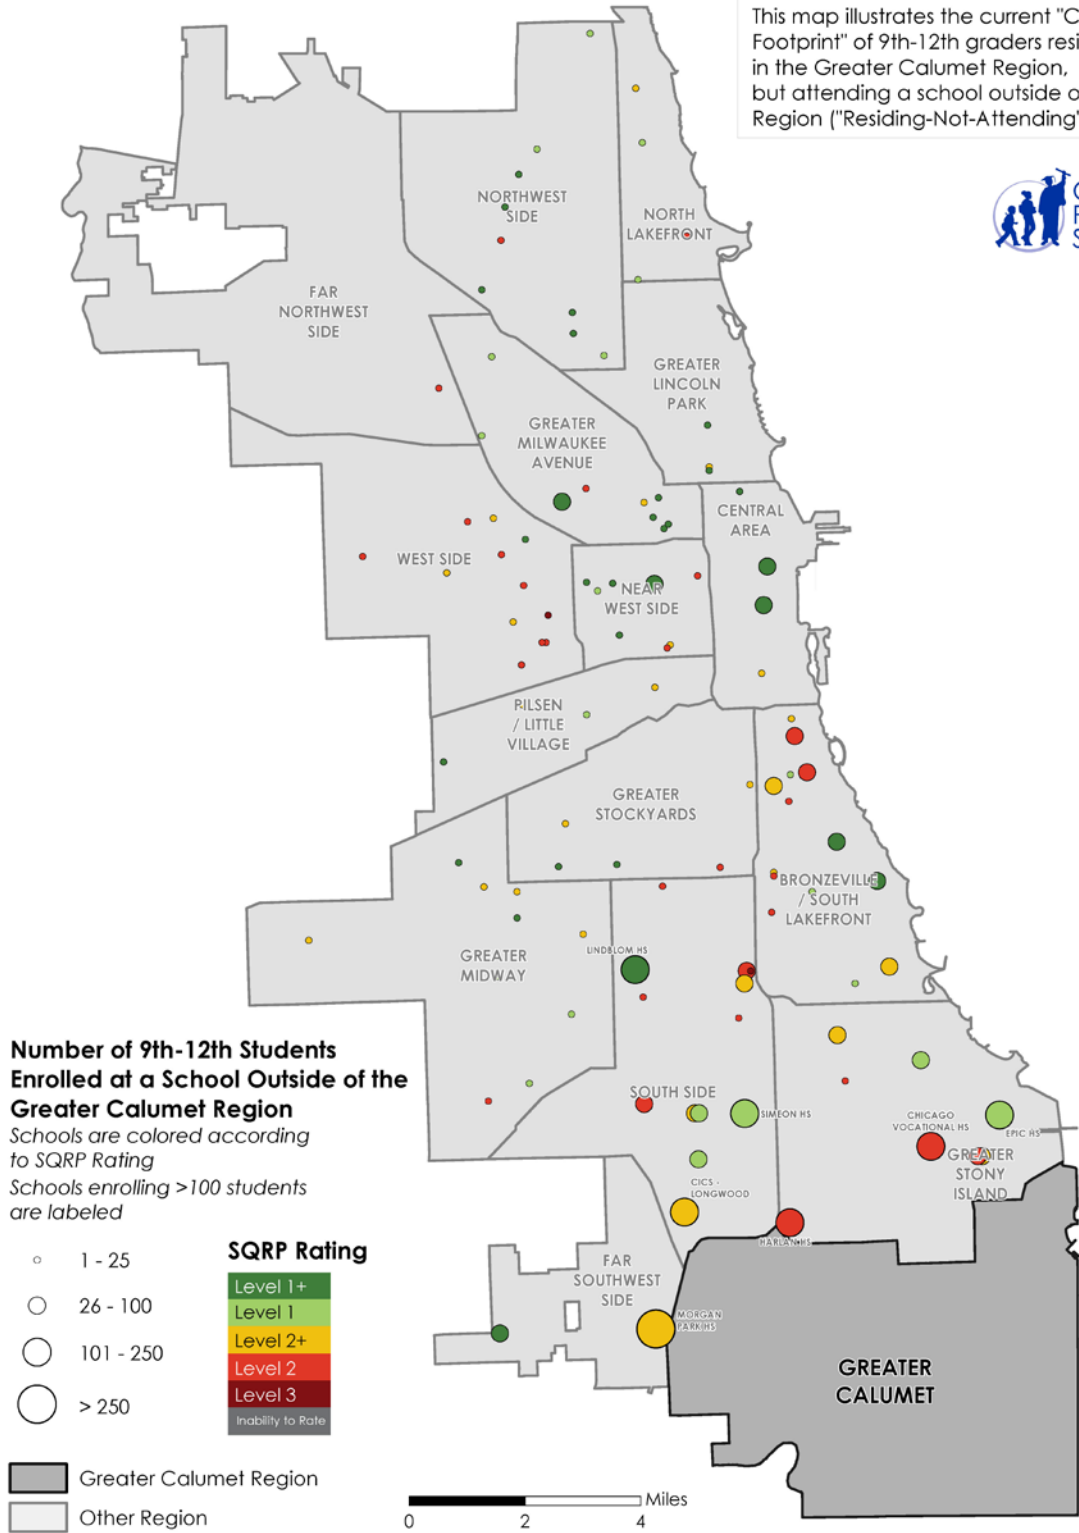 This map illustrates the current "C
Footprint" of 9th-12th graders resi
in the Greater Calumet Region,
but attending a school outside o
Region ("Residing-Not-Attending"
NORTHWEST
SIDE
NORTH
LAKEFRONT
FAR
NORTHWEST
SIDE
GREATER
LINCOLN
PARK
GREATER
MILWAUKEE
AVENUE
CENTRAL
AREA
WEST SIDE
NEAR
WEST SIDE
PILSEN
/ LITTLE
VILLAGE
GREATER
STOCKYARDS
BRONZEVILLE
/ SOUTH
LAKEFRONT
GREATER
MIDWAY
LINDBLOM HS
SOUTH SIDE
SIMEON HS
CHICAGO
VOCATIONAL HS
EPIC HS
GREATER
STONY
ISLAND
CICS -
LONGWOOD
HARLAN HS
FAR
SOUTHWEST
SIDE
MORGAN
PARK HS
GREATER
CALUMET
Number of 9th-12th Students
Enrolled at a School Outside of the
Greater Calumet Region
Schools are colored according
to SQRP Rating
Schools enrolling >100 students
are labeled
1 - 25
26 - 100
101 - 250
> 250
SQRP Rating
Level 1+
Level 1
Level 2+
Level 2
Level 3
Inability to Rate
Greater Calumet Region
Other Region
Miles
0 2 4